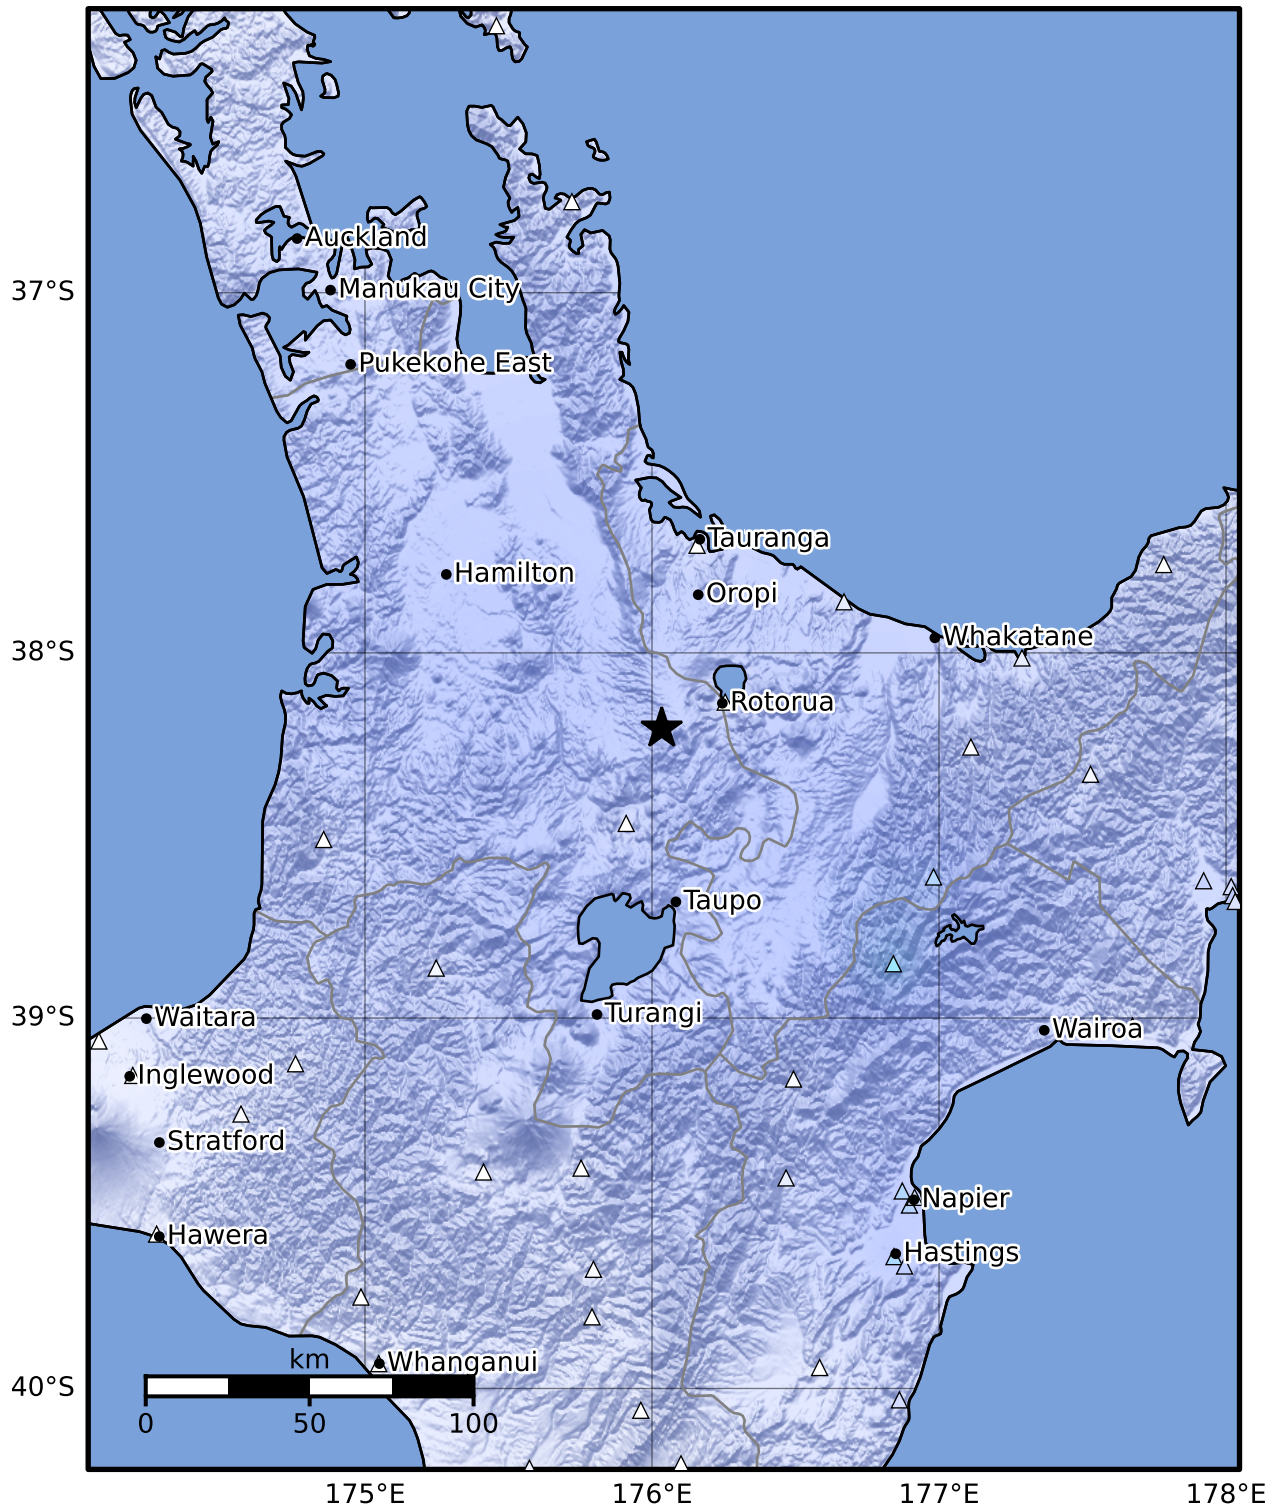 Auckland
37°S
Manukau City
Pukekohe East
Tauranga
Hamilton
Oropi
Whakatane
38°S
Rotorua
Taupo
Turangi
39°S
Waitara
Wairoa
Inglewood
Stratford
Napier
Hawera
Hastings
km
Whanganui
40°S
0 50 100
175°E 176°E 177°E 178°E